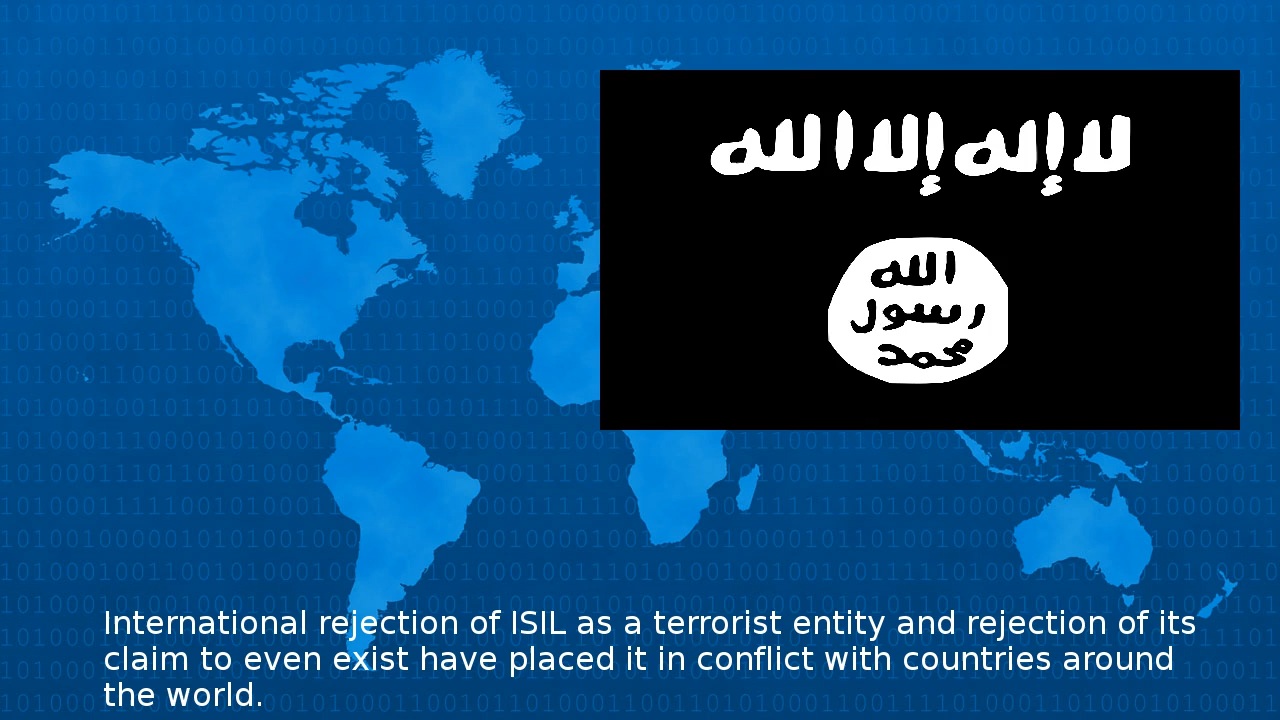 لا إله إلا الله
الله
رسول
محمد
International rejection of ISIL as a terrorist entity and rejection of its
claim to even exist have placed it in conflict with countries around
the world.